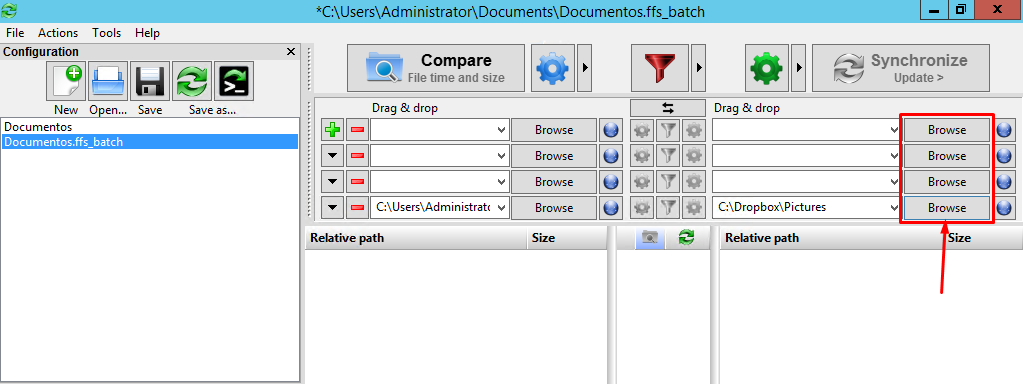 *C:\Users\Administrator\Documents\Documentos.ffs_batch
File Actions Tools Help
Configuration
New Open... Save Save as...
Documentos
Documentos.ffs_batch
Compare
File time and size
Synchronize
Update >
Drag & drop Drag & drop
Browse Browse
Browse Browse
Browse Browse
C:\Users\Administrato Browse C:\Dropbox\Pictures Browse
Relative path Size Relative path Size